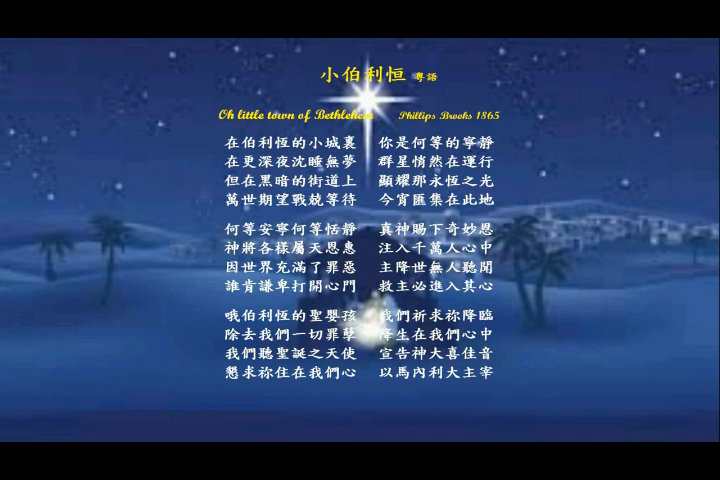 小伯利恒 粵語
Oh little town of Bethlehem Phillips Brooks 1865
在伯利恆的小城裏 你是何等的寧靜
在更深夜沈睡無夢 群星悄然在運行
但在黑暗的街道上 顯耀那永恆之光
萬世期望戰兢等待 今宵匯集在此地
何等安寧何等恬靜 真神賜下奇妙恩
神將各樣屬天恩惠 注入千萬人心中
因世界充滿了罪惡 主降世無人聽聞
誰肯謙卑打開心門 救主必進入其心
哦伯利恆的聖嬰孩 我們祈求祢降臨
除去我們一切罪孽 降生在我們心中
我們聽聖誕之天使 宣告神大喜佳音
懇求祢住在我們心 以馬內利大主宰